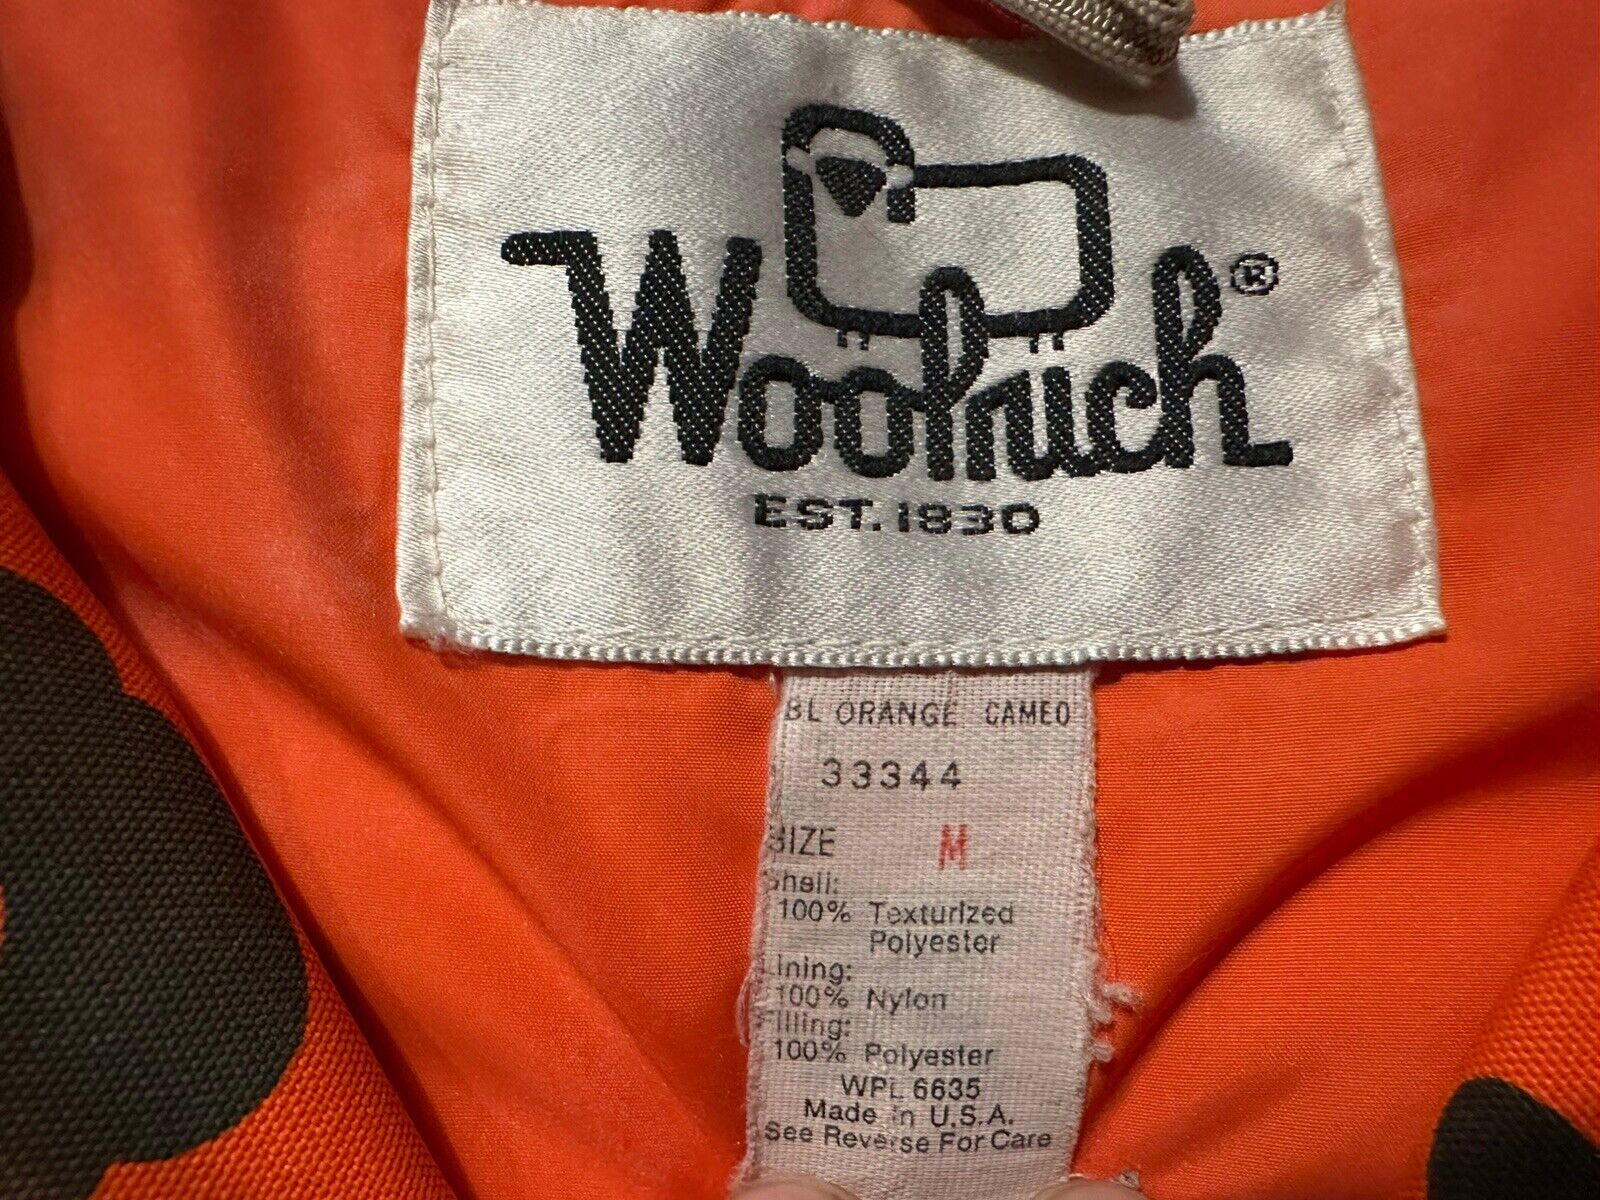 Woolrich®
EST. 1830
BL ORANGE CAMEO
33344
SIZE M
Shell:
100% Texturized
Polyester
Lining:
100% Nylon
Filling:
100% Polyester
WPL 6635
Made in U.S.A.
See Reverse For Care